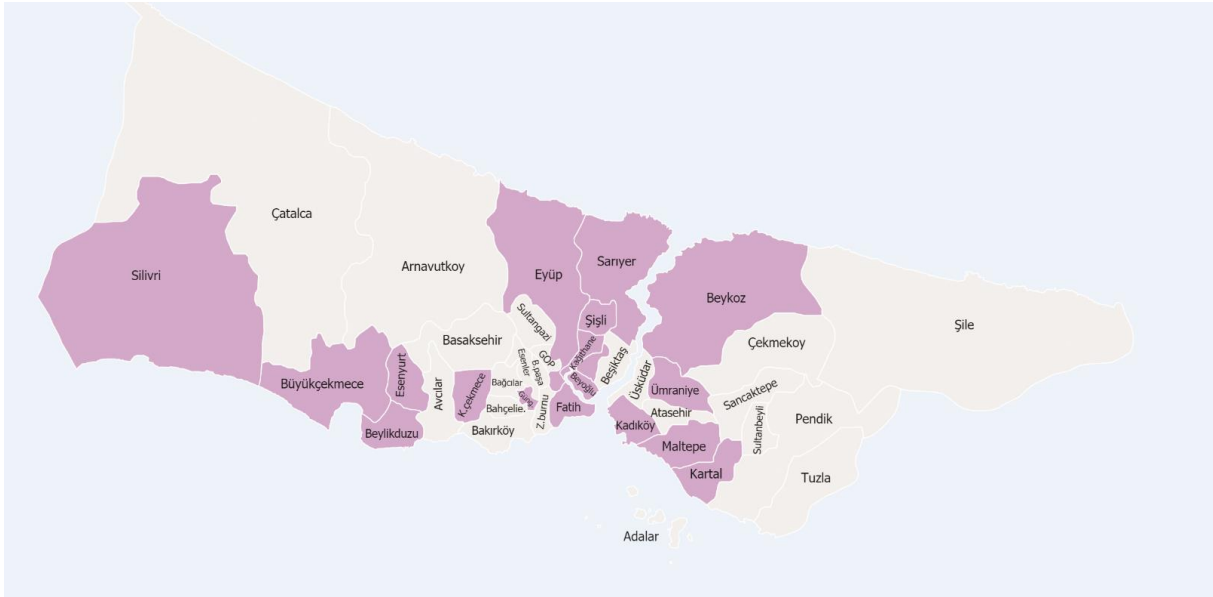 Çatalca
Silivri
Arnavutkoy
Eyüp
Sarıyer
Beykoz
Şile
Sultangazi
Şişli
Basaksehir
Çekmekoy
Kağıthane
Beşiktaş
GOP
Esenler
B.paşa
Büyükçekmece
Esenyurt
Avcılar
K.çekmece
Bağcılar
Beyoğlu
Üsküdar
Ümraniye
Sancaktepe
Güng.
Bahçelie.
Z.burnu
Fatih
Atasehir
Kadıköy
Sultanbeyli
Pendik
Beylikduzu
Bakırköy
Maltepe
Kartal
Tuzla
Adalar